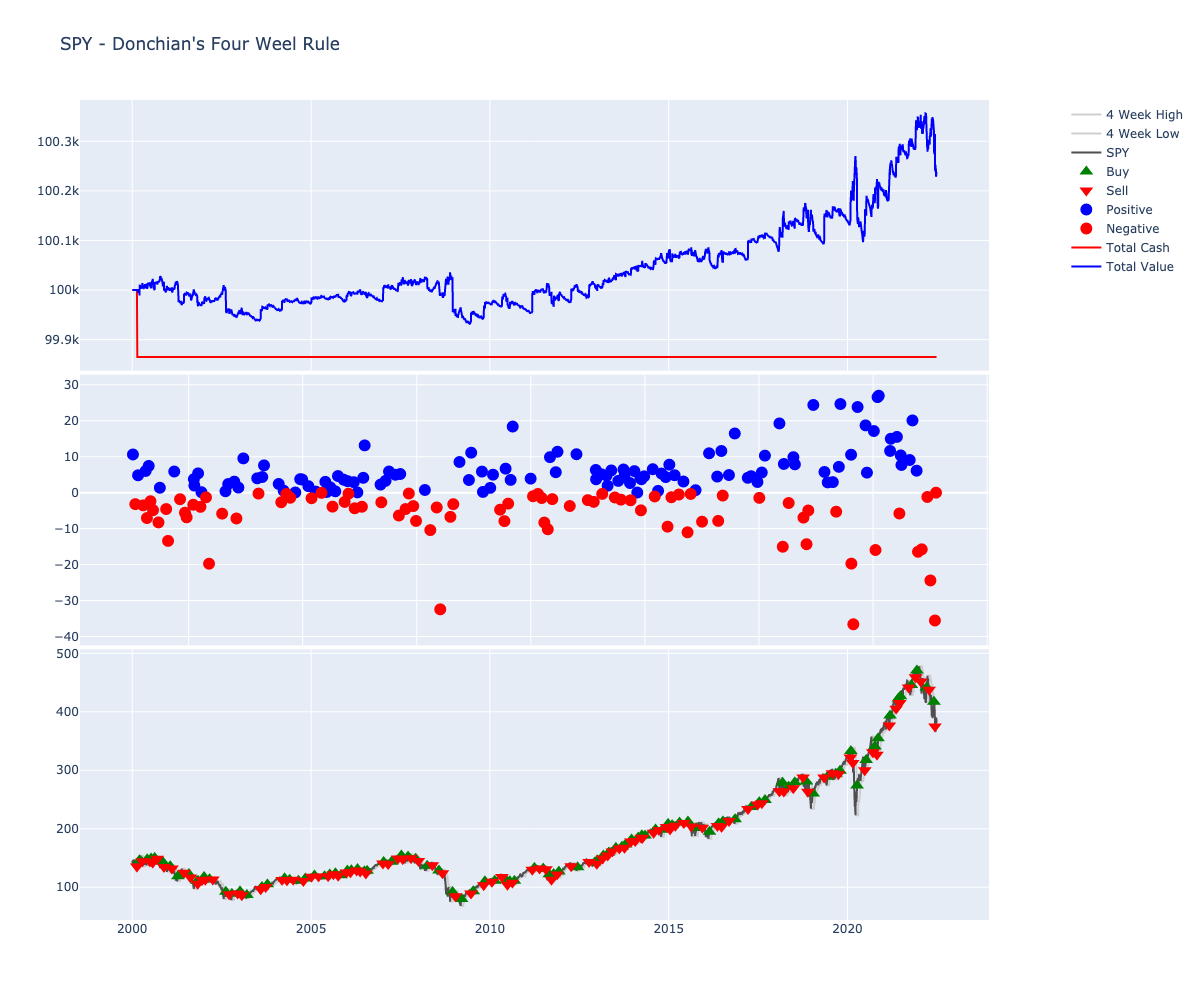 SPY - Donchian's Four Weel Rule
100.3k
100.2k
100.1k
100k
99.9k
4 Week High
4 Week Low
SPY
Buy
Sell
Positive
Negative
Total Cash
Total Value
30
20
10
0
−10
−20
−30
−40
500
400
300
200
100
2000
2005
2010
2015
2020